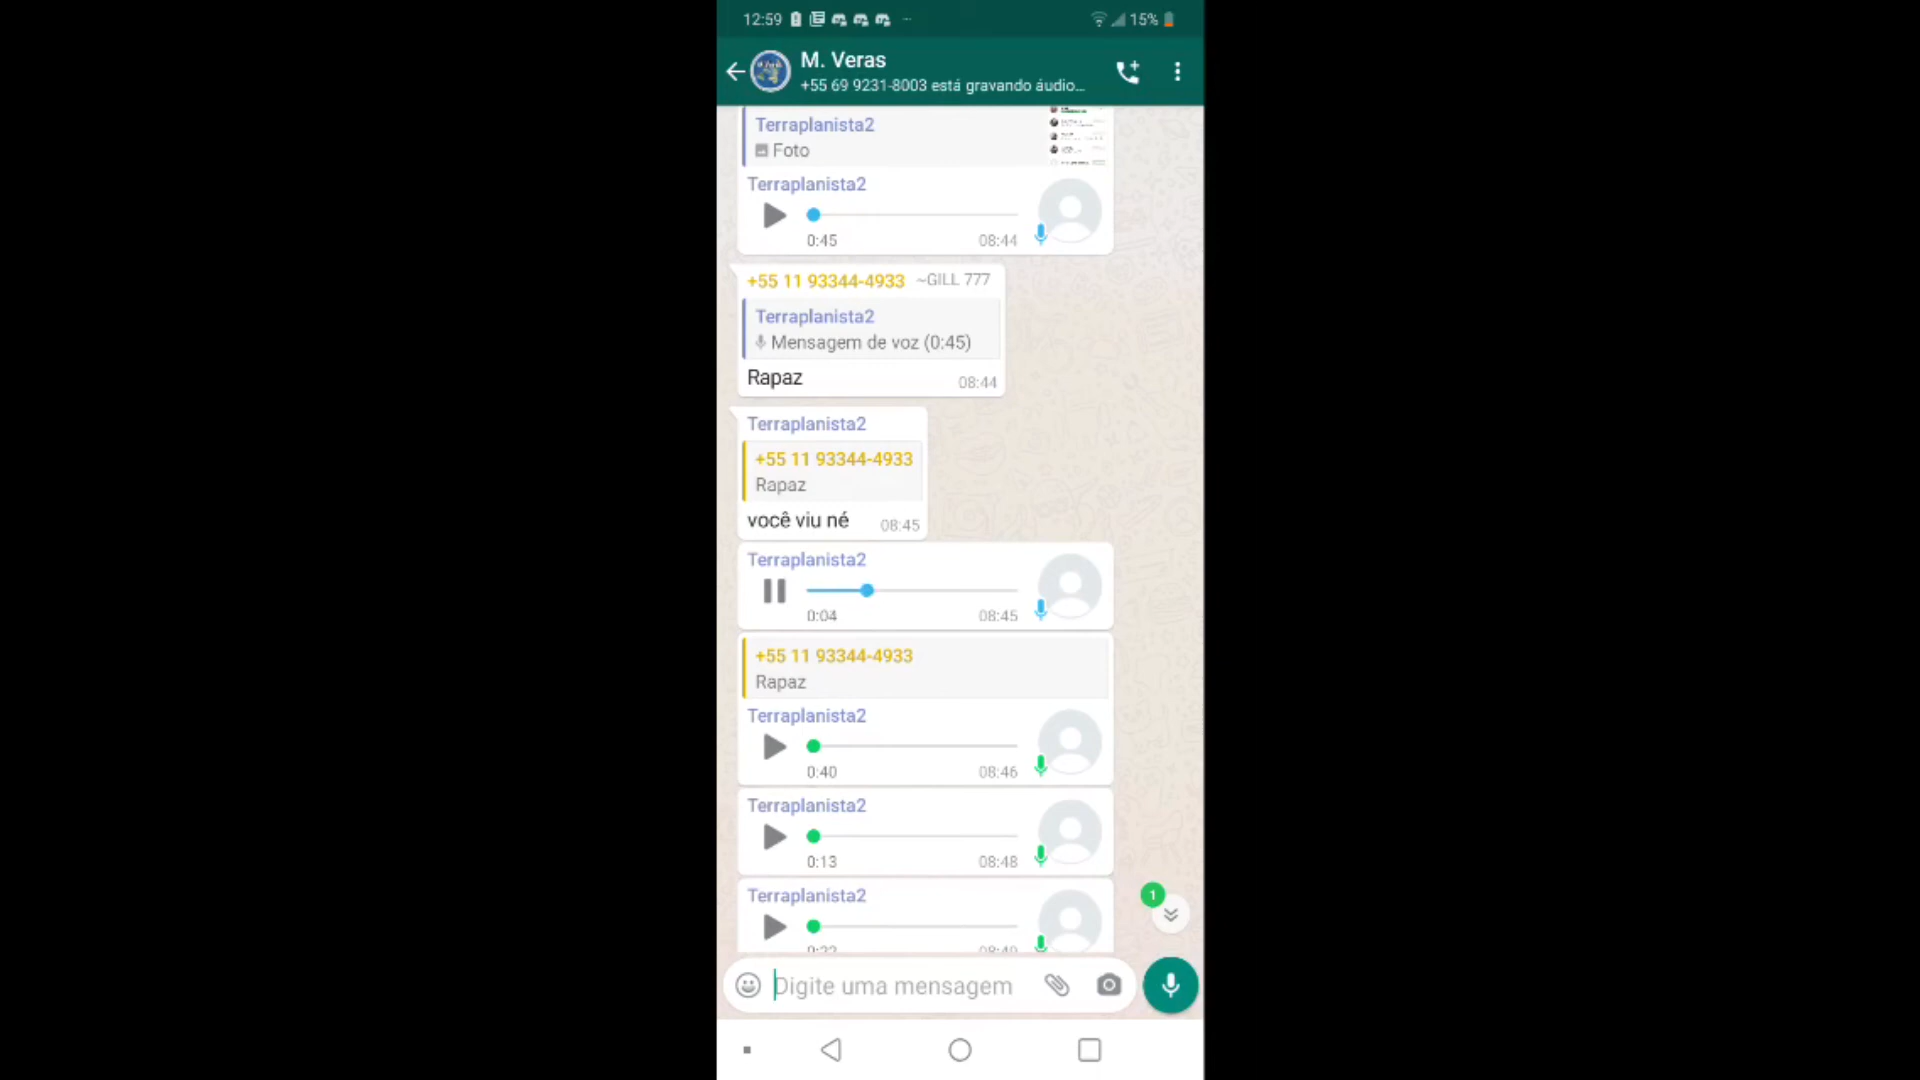 12:59
15%
M. Veras
+55 69 9231-8003 está gravando áudio...
Terraplanista2
Foto
Terraplanista2
0:45 08:44
+55 11 93344-4933 ~GILL 777
Terraplanista2
Mensagem de voz (0:45)
Rapaz 08:44
Terraplanista2
+55 11 93344-4933
Rapaz
você viu né 08:45
Terraplanista2
0:04 08:45
+55 11 93344-4933
Rapaz
Terraplanista2
0:40 08:46
Terraplanista2
0:13 08:48
Terraplanista2
1
Digite uma mensagem